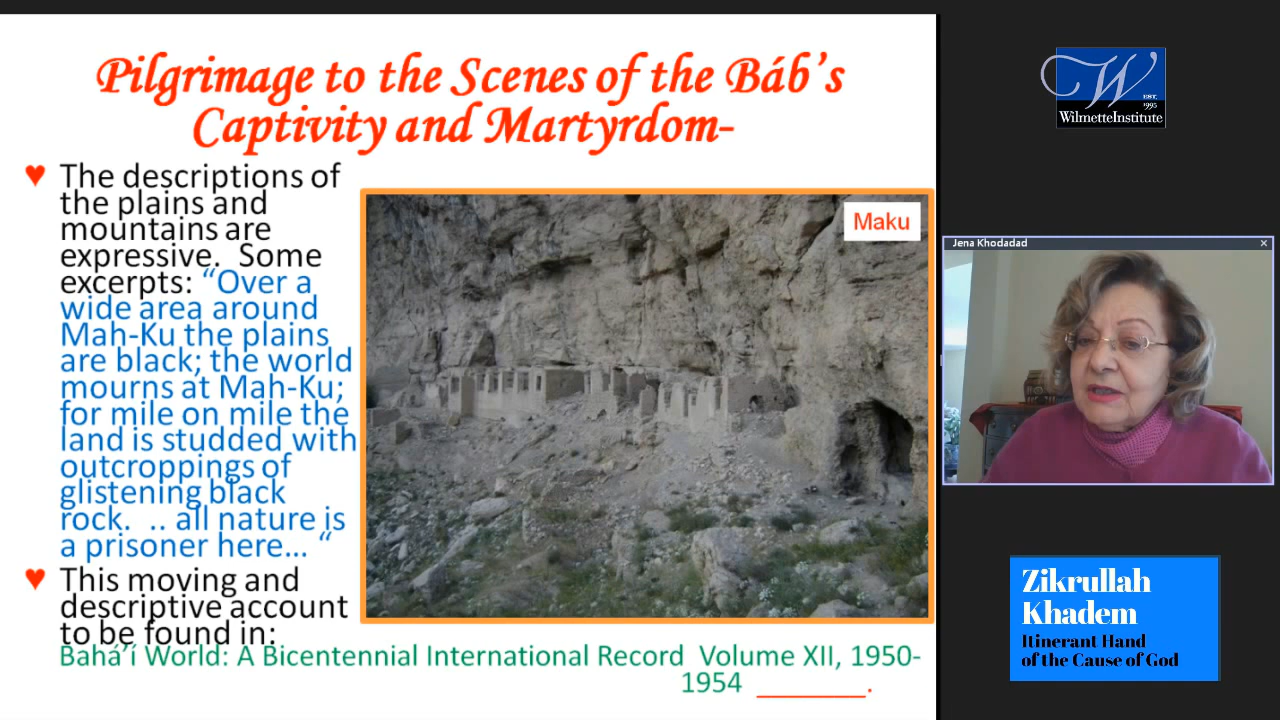 Pilgrimage to the Scenes of the Báb’s
Captivity and Martyrdom-
♥ The descriptions of
the plains and
mountains are
expressive. Some
excerpts: “Over a
wide area around
Mah-Ku the plains
are black; the world
mourns at Mah-Ku;
for mile on mile the
land is studded with
outcroppings of
glistening black
rock. .. all nature is
a prisoner here... “
♥ This moving and
descriptive account
to be found in:
Bahá’í World: A Bicentennial International Record Volume XII, 1950-
1954 ________.
Maku
W
EST.
1995
WilmetteInstitute
Jena Khodadad
Zikrullah
Khadem
Itinerant Hand
of the Cause of God